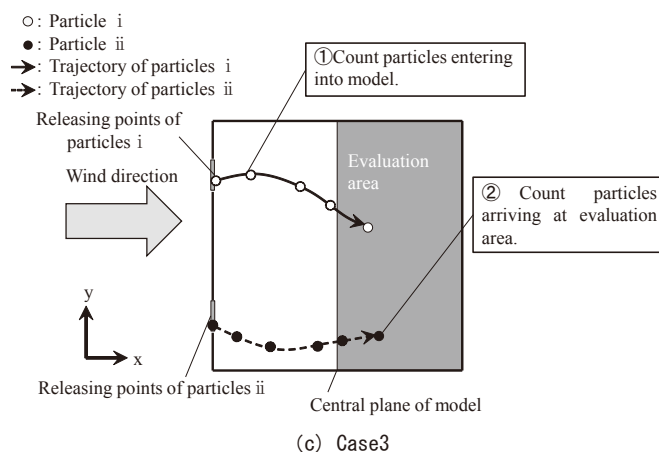 ○: Particle ⅰ
●: Particle ⅱ
→: Trajectory of particles ⅰ
⇢: Trajectory of particles ⅱ
①Count particles entering
into model.
Releasing points of
particles ⅰ
Wind direction
Evaluation
area
② Count particles
arriving at evaluation
area.
y
x
Releasing points of particles ⅱ
Central plane of model
(c) Case3